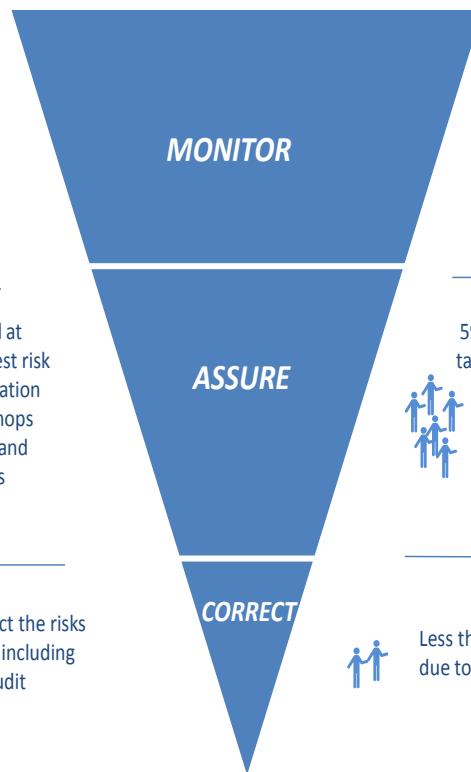 MONITOR
at
est risk
ation
hops
and
s
ASSURE
59
ta
CORRECT
ct the risks
including
udit
Less th
due to